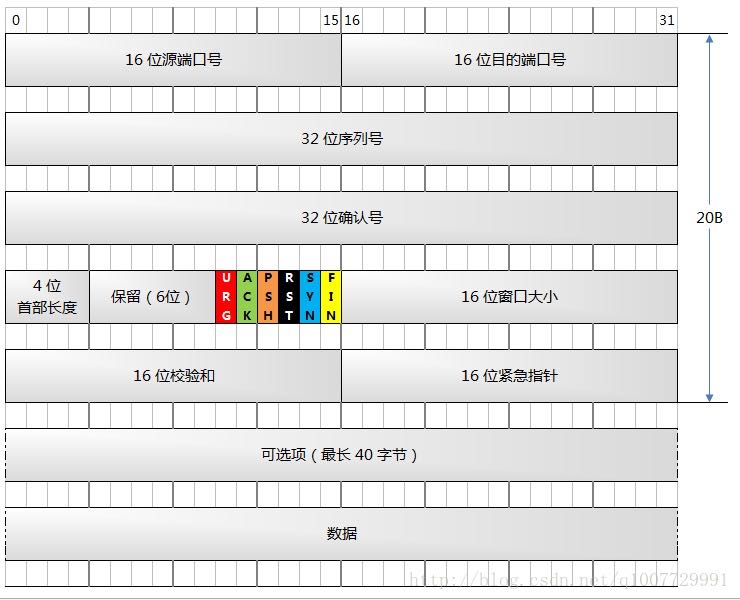 0 15 16 31
16 位源端口号 16 位目的端口号
32 位序列号
32 位确认号
20B
4 位
首部长度
保留（6位）
URG
ACK
PSH
RST
SYN
FIN
16 位窗口大小
16 位校验和 16 位紧急指针
可选项（最长 40 字节）
数据
http://blog.csdn.net/q1007729991